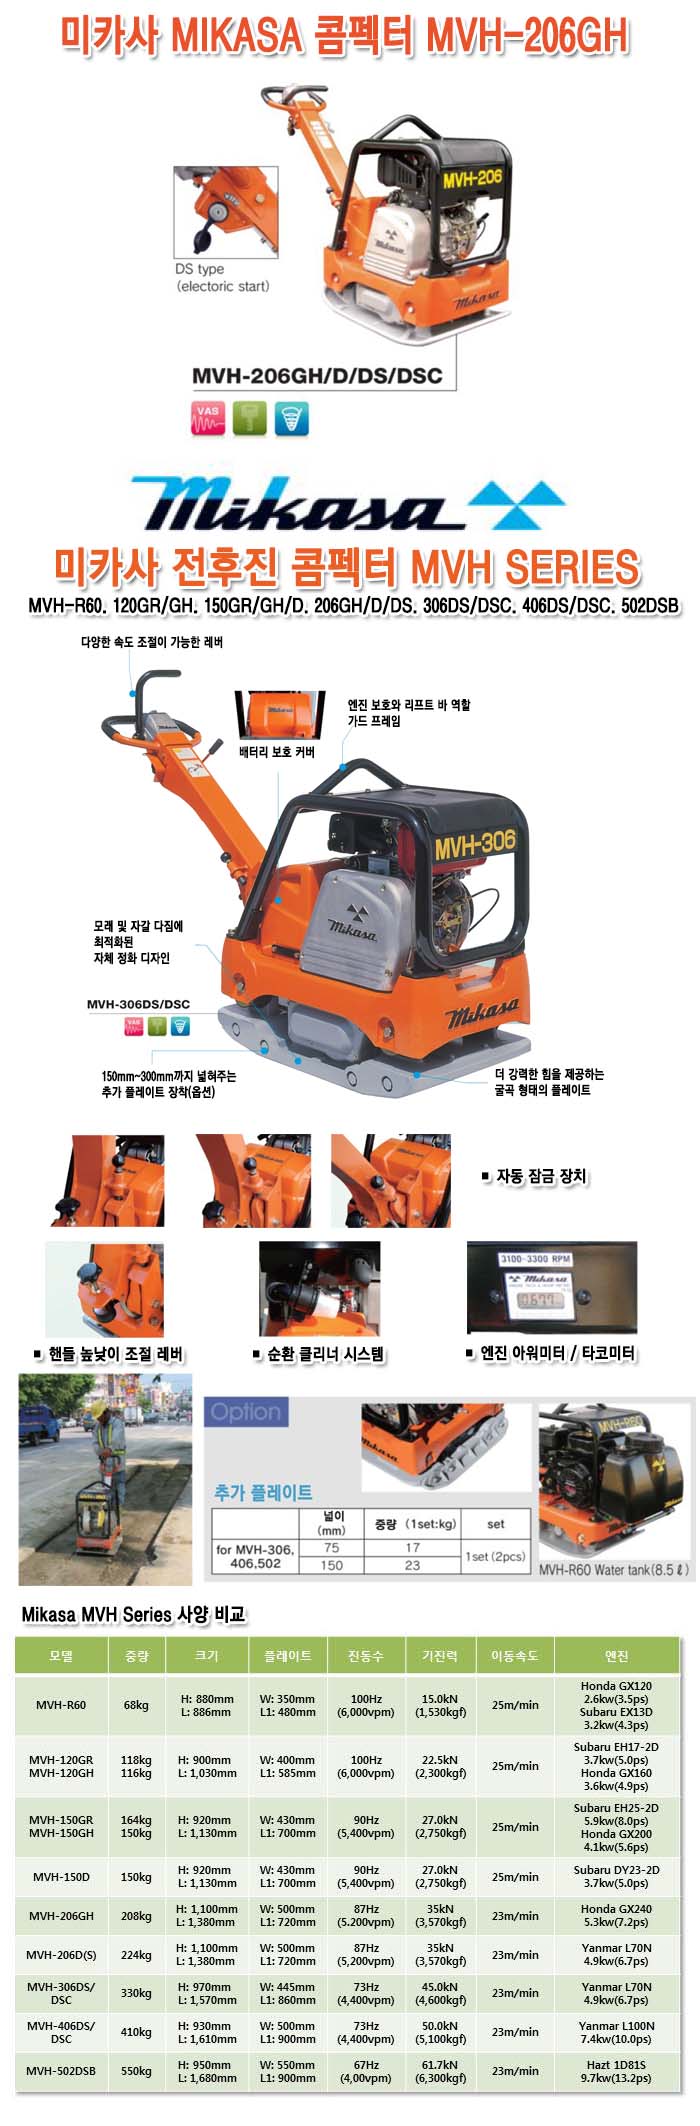 미카사 MIKASA 콤펙터 MVH-206GH
MVH-206
Mikasa
Mikasa
DS type
(electoric start)
MVH-206GH/D/DS/DSC
VAS
Mikasa
미카사 전후진 콤펙터 MVH SERIES
MVH-R60. 120GR/GH. 150GR/GH/D. 206GH/D/DS. 306DS/DSC. 406DS/DSC. 502DSB
다양한 속도 조절이 가능한 레버
엔진 보호와 리프트 바 역할
가드 프레임
배터리 보호 커버
Mikasa
MVH-306
Mikasa
Mikasa
모래 및 자갈 다짐에
최적화된
자체 정화 디자인
MVH-306DS/DSC
VAS
150mm~300mm까지 넓혀주는
추가 플레이트 장착(옵션)
더 강력한 힘을 제공하는
굴곡 형태의 플레이트
▪ 자동 잠금 장치
3100-3300 RPM
mikasa
▪ 핸들 높낮이 조절 레버
▪ 순환 클리너 시스템
▪ 엔진 아워미터 / 타코미터
Option
Mikasa
MVH-R60
추가 플레이트
넓이 (mm) 중량 (1set:kg) set
for MVH-306, 406,502 75 17 1set (2pcs)
150 23
MVH-R60 Water tank(8.5ℓ)
Mikasa MVH Series 사양 비교
모델 중량 크기 플레이트 진동수 기진력 이동속도 엔진
MVH-R60 68kg H: 880mm L: 886mm W: 350mm L1: 480mm 100Hz (6,000vpm) 15.0kN (1,530kgf) 25m/min Honda GX120 2.6kw(3.5ps) Subaru EX13D 3.2kw(4.3ps)
MVH-120GR MVH-120GH 118kg 116kg H: 900mm L: 1,030mm W: 400mm L1: 585mm 100Hz (6,000vpm) 22.5kN (2,300kgf) 25m/min Subaru EH17-2D 3.7kw(5.0ps) Honda GX160 3.6kw(4.9ps)
MVH-150GR MVH-150GH 164kg 150kg H: 920mm L: 1,130mm W: 430mm L1: 700mm 90Hz (5,400vpm) 27.0kN (2,750kgf) 25m/min Subaru EH25-2D 5.9kw(8.0ps) Honda GX200 4.1kw(5.6ps)
MVH-150D 150kg H: 920mm L: 1,130mm W: 430mm L1: 700mm 90Hz (5,400vpm) 27.0kN (2,750kgf) 25m/min Subaru DY23-2D 3.7kw(5.0ps)
MVH-206GH 208kg H: 1,100mm L: 1,380mm W: 500mm L1: 720mm 87Hz (5.200vpm) 35kN (3,570kgf) 23m/min Honda GX240 5.3kw(7.2ps)
MVH-206D(S) 224kg H: 1,100mm L: 1,380mm W: 500mm L1: 720mm 87Hz (5,200vpm) 35kN (3,570kgf) 23m/min Yanmar L70N 4.9kw(6.7ps)
MVH-306DS/ DSC 330kg H: 970mm L: 1,570mm W: 445mm L1: 860mm 73Hz (4,400vpm) 45.0kN (4,600kgf) 23m/min Yanmar L70N 4.9kw(6.7ps)
MVH-406DS/ DSC 410kg H: 930mm L: 1,610mm W: 500mm L1: 900mm 73Hz (4,400vpm) 50.0kN (5,100kgf) 23m/min Yanmar L100N 7.4kw(10.0ps)
MVH-502DSB 550kg H: 950mm L: 1,680mm W: 550mm L1: 900mm 67Hz (4,00vpm) 61.7kN (6,300kgf) 23m/min Hazt 1D81S 9.7kw(13.2ps)